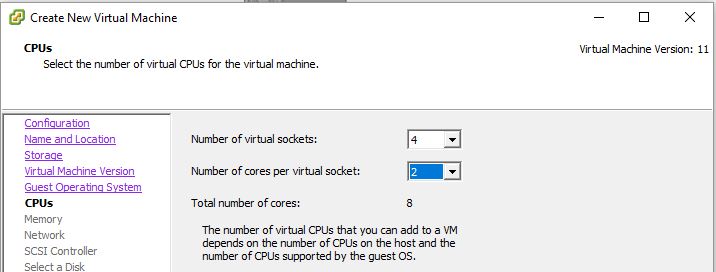 Create New Virtual Machine
CPUs
Select the number of virtual CPUs for the virtual machine.
Virtual Machine Version: 11
Configuration
Name and Location
Storage
Virtual Machine Version
Guest Operating System
CPUs
Memory
Network
SCSI Controller
Select a Disk
Number of virtual sockets: 4
Number of cores per virtual socket: 2
Total number of cores: 8
The number of virtual CPUs that you can add to a VM
depends on the number of CPUs on the host and the
number of CPUs supported by the guest OS.